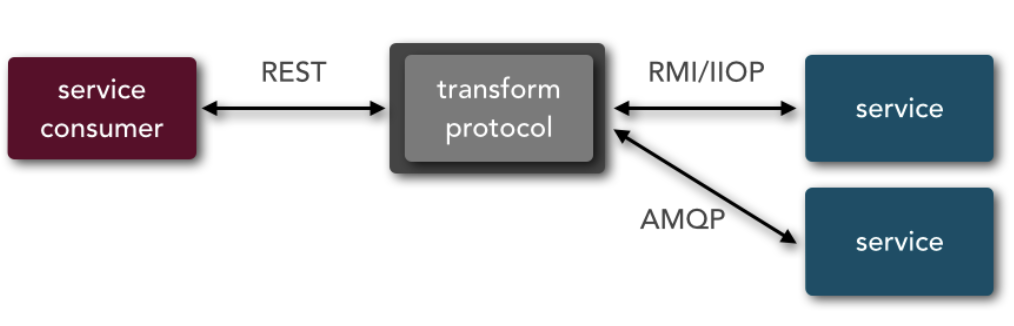 service
consumer
REST
transform
protocol
RMI/IIOP
service
AMQP
service